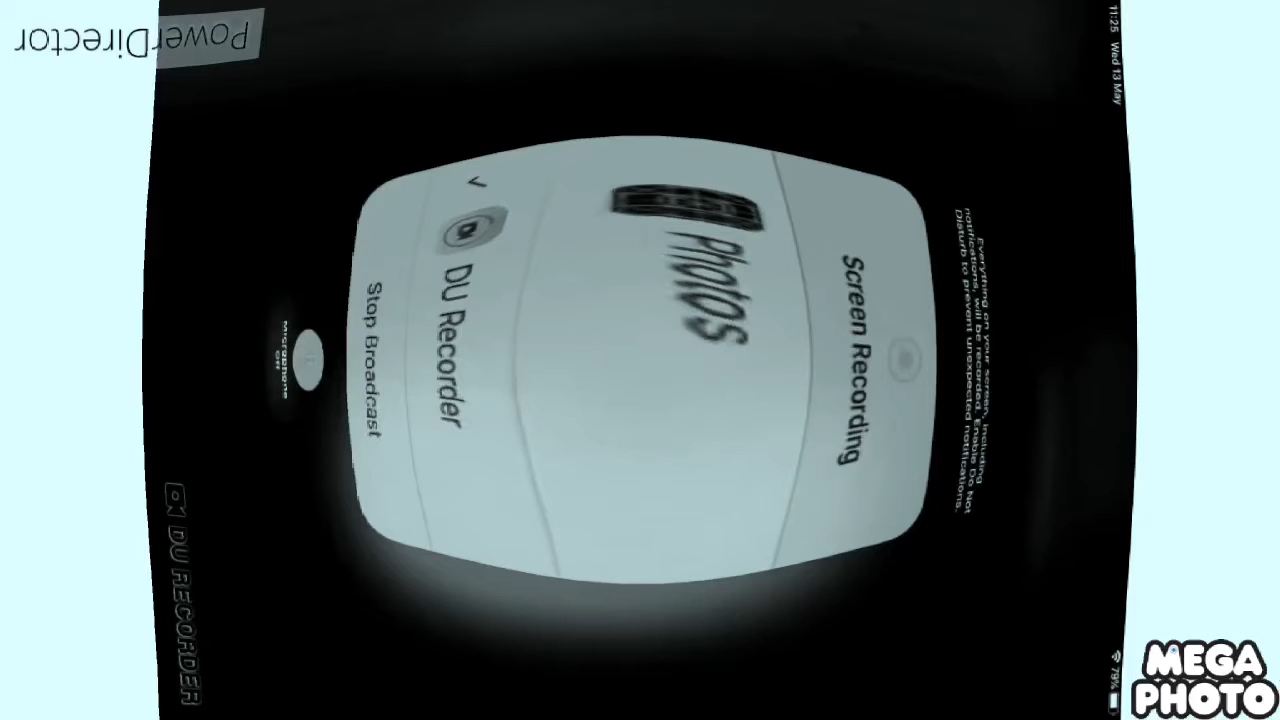 11:25 Wed 13 May
79%
Everything on your screen, including
notifications, will be recorded. Enable Do Not
Disturb to prevent unexpected notifications.
Screen Recording
Photos
DU Recorder
Stop Broadcast
Microphone
Off
DU RECORDER
PowerDirector
MEGA
PHOTO